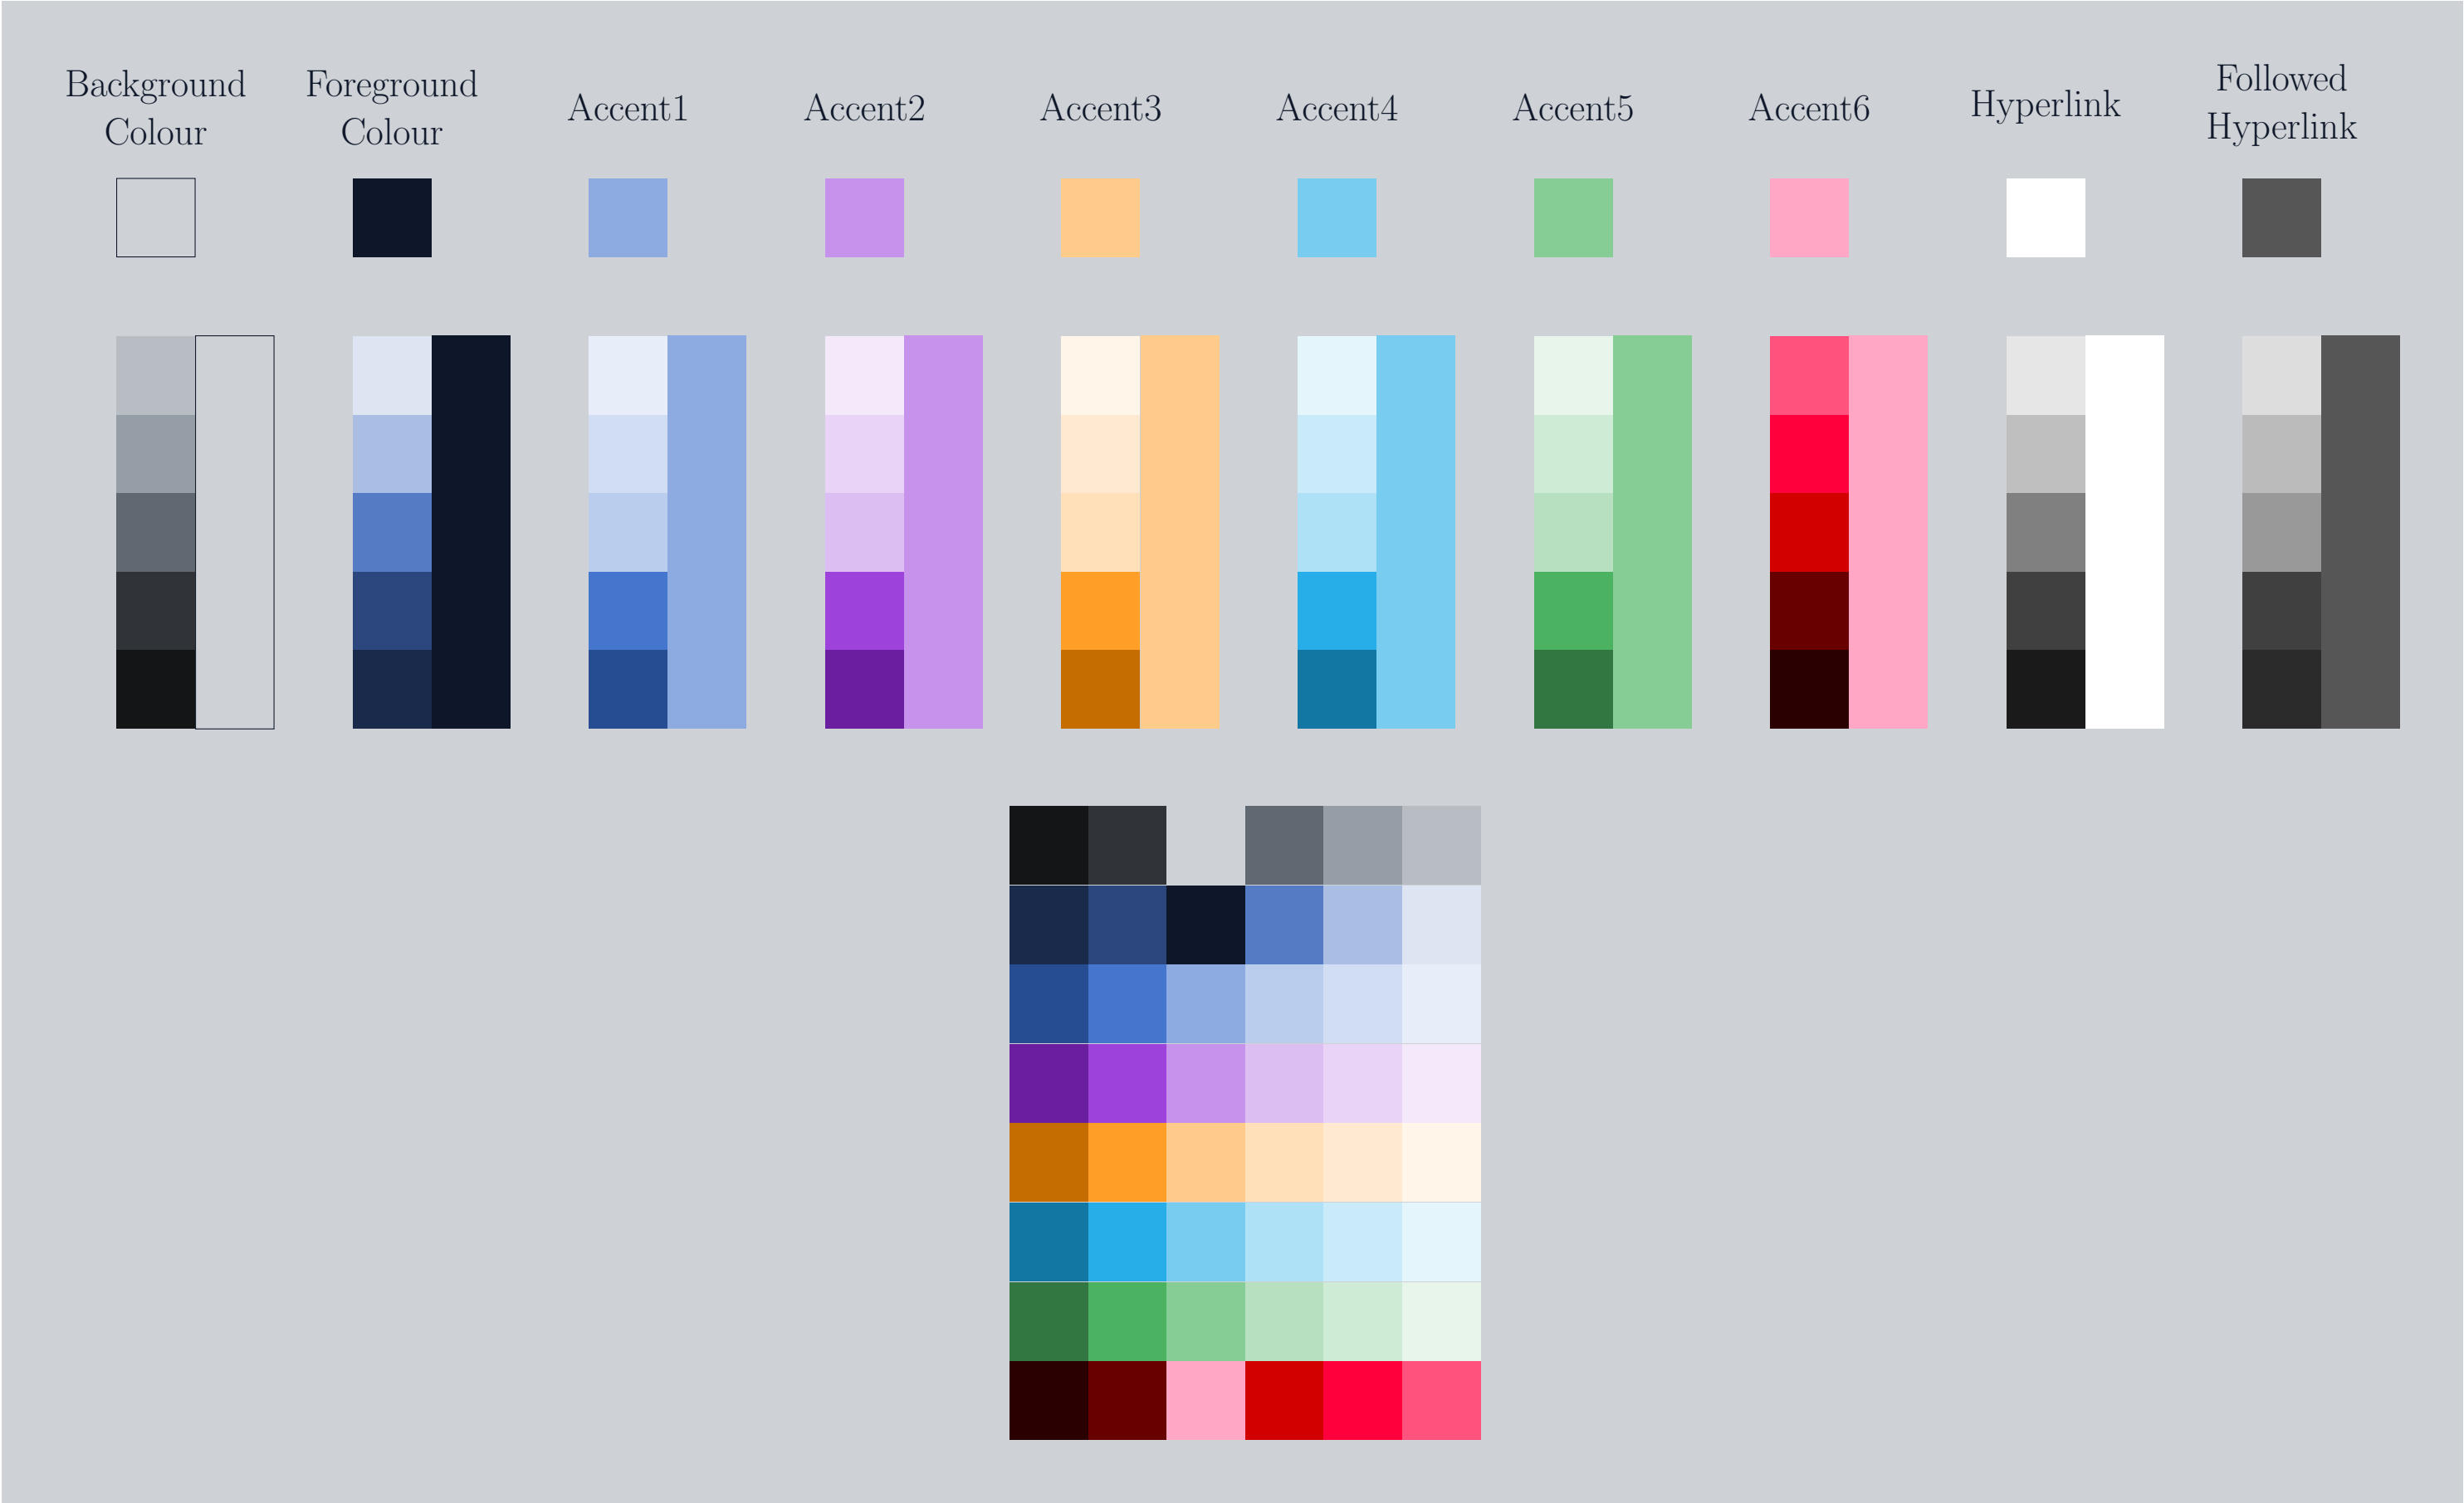 Background
Colour
Foreground
Colour
Accent1
Accent2
Accent3
Accent4
Accent5
Accent6
Hyperlink
Followed
Hyperlink